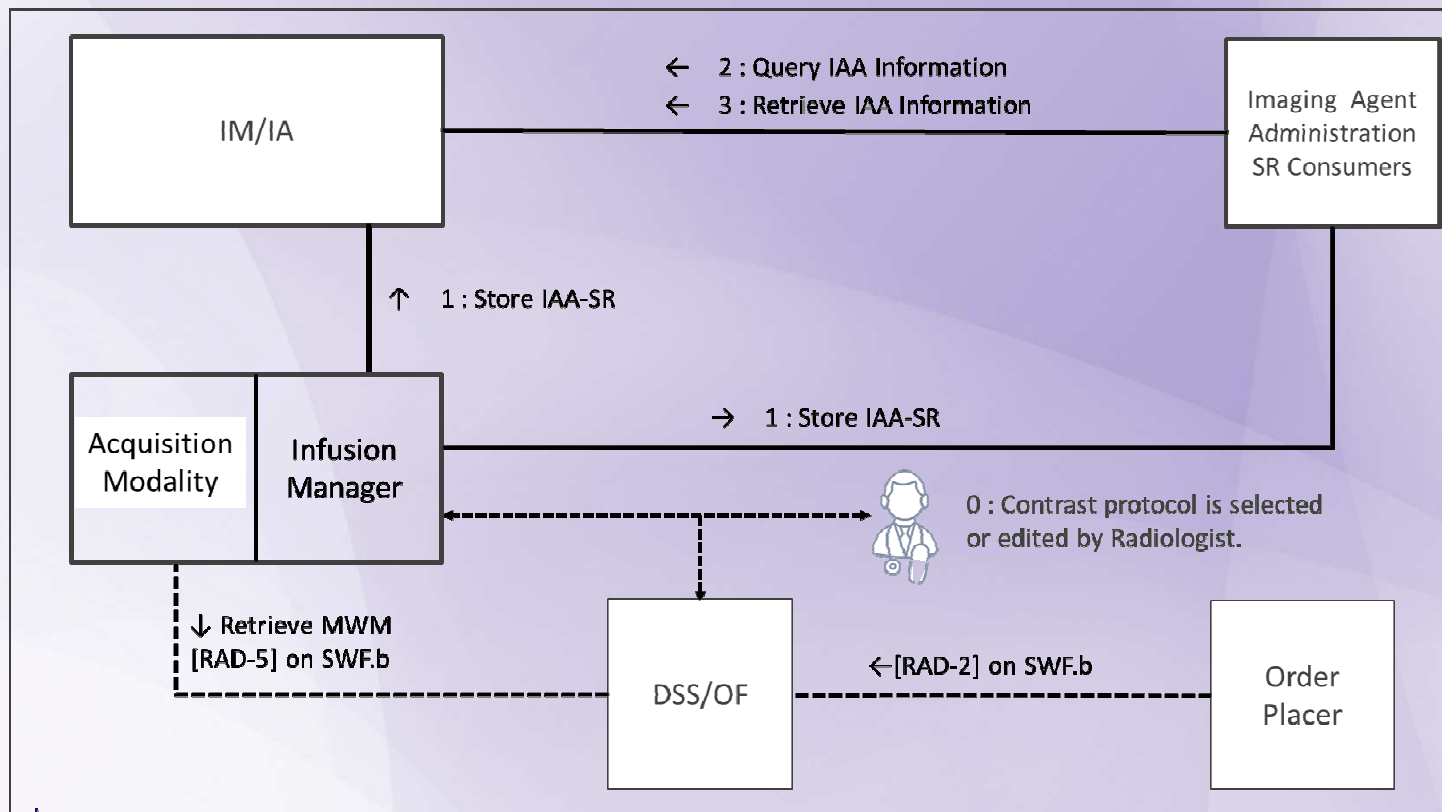 IM/IA
← 2 : Query IAA Information
← 3 : Retrieve IAA Information
Imaging Agent
Administration
SR Consumers
↑ 1 : Store IAA-SR
Acquisition
Modality
Infusion
Manager
→ 1 : Store IAA-SR
0 : Contrast protocol is selected
or edited by Radiologist.
↓ Retrieve MWM
[RAD-5] on SWF.b
DSS/OF
←[RAD-2] on SWF.b
Order
Placer